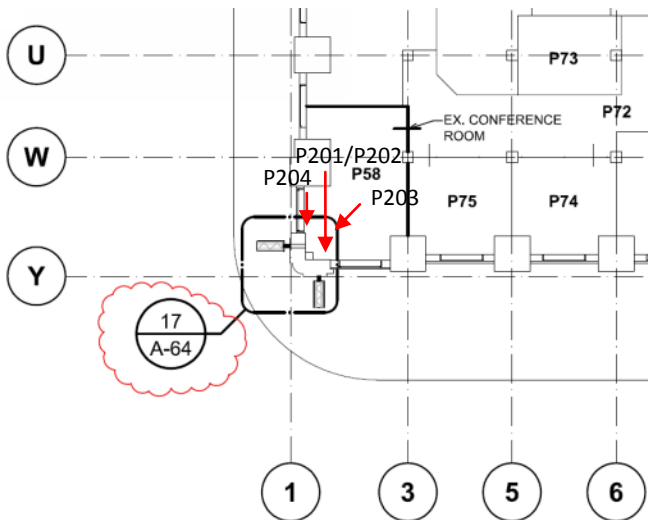 U
P73
P72
EX. CONFERENCE
ROOM
W
P201/P202
P58
P204
P203
P75
P74
Y
17
A-64
1
3
5
6